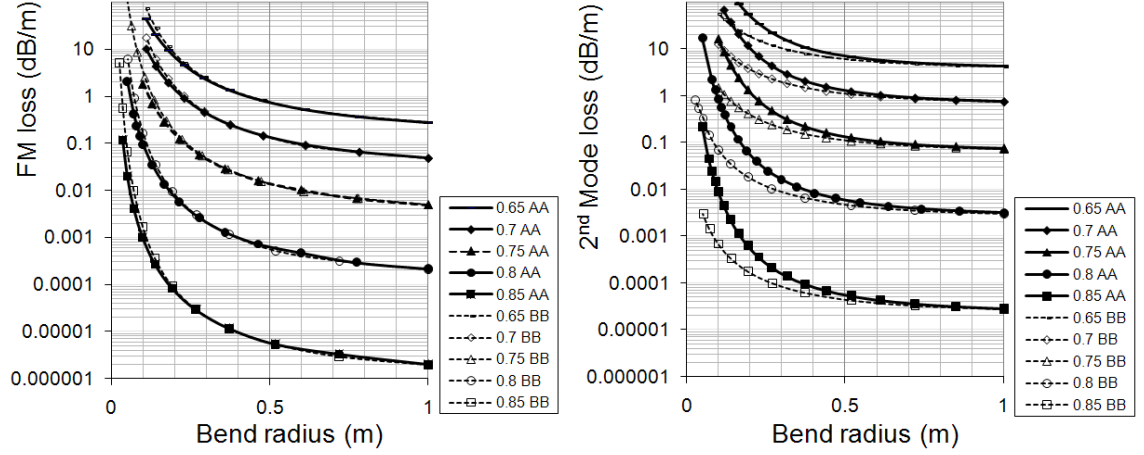 FM loss (dB/m)
10
1
0.1
0.01
0.001
0.0001
0.00001
0.000001
0
0.5
1
Bend radius (m)
0.65 AA
0.7 AA
0.75 AA
0.8 AA
0.85 AA
0.65 BB
0.7 BB
0.75 BB
0.8 BB
0.85 BB
2nd Mode loss (dB/m)
10
1
0.1
0.01
0.001
0.0001
0.00001
0.000001
0
0.5
1
Bend radius (m)
0.65 AA
0.7 AA
0.75 AA
0.8 AA
0.85 AA
0.65 BB
0.7 BB
0.75 BB
0.8 BB
0.85 BB